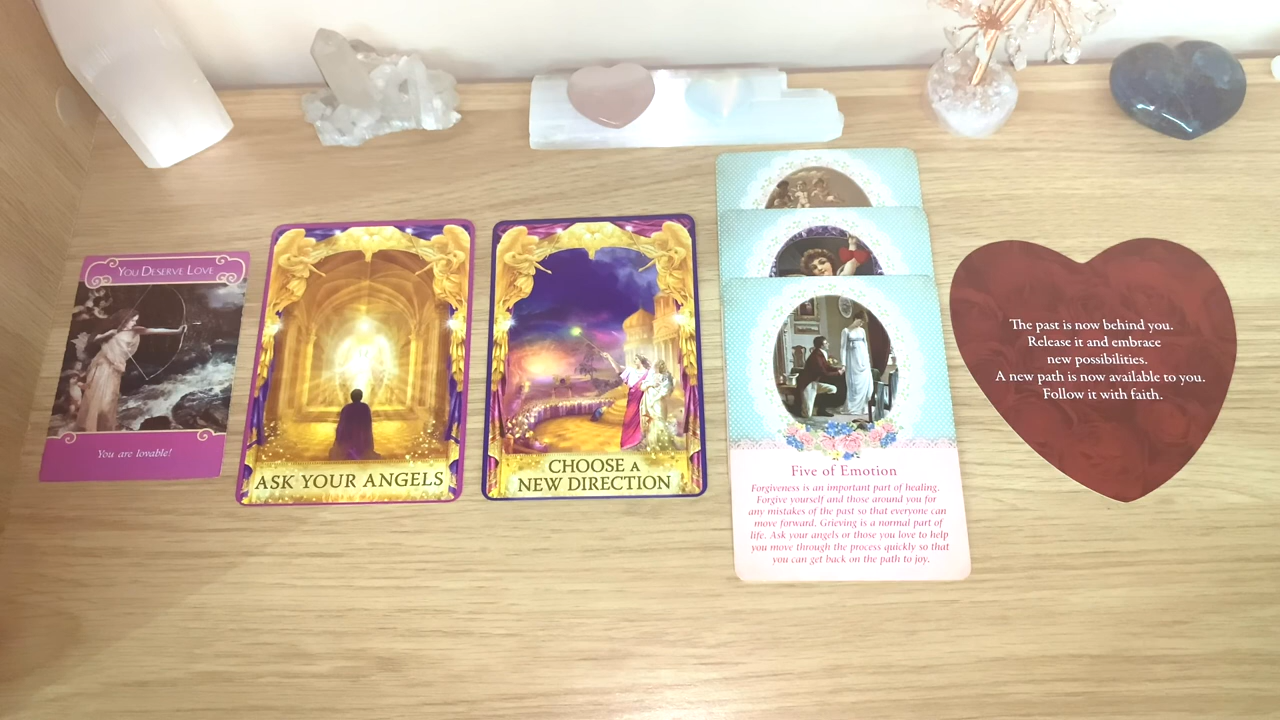 You Deserve Love
You are lovable!
ASK YOUR ANGELS
CHOOSE A
NEW DIRECTION
Five of Emotion
Forgiveness is an important part of healing.
Forgive yourself and those around you for
any mistakes of the past so that everyone can
move forward. Grieving is a normal part of
life. Ask your angels or those you love to help
you move through the process quickly so that
you can get back on the path to joy.
The past is now behind you.
Release it and embrace
new possibilities.
A new path is now available to you.
Follow it with faith.